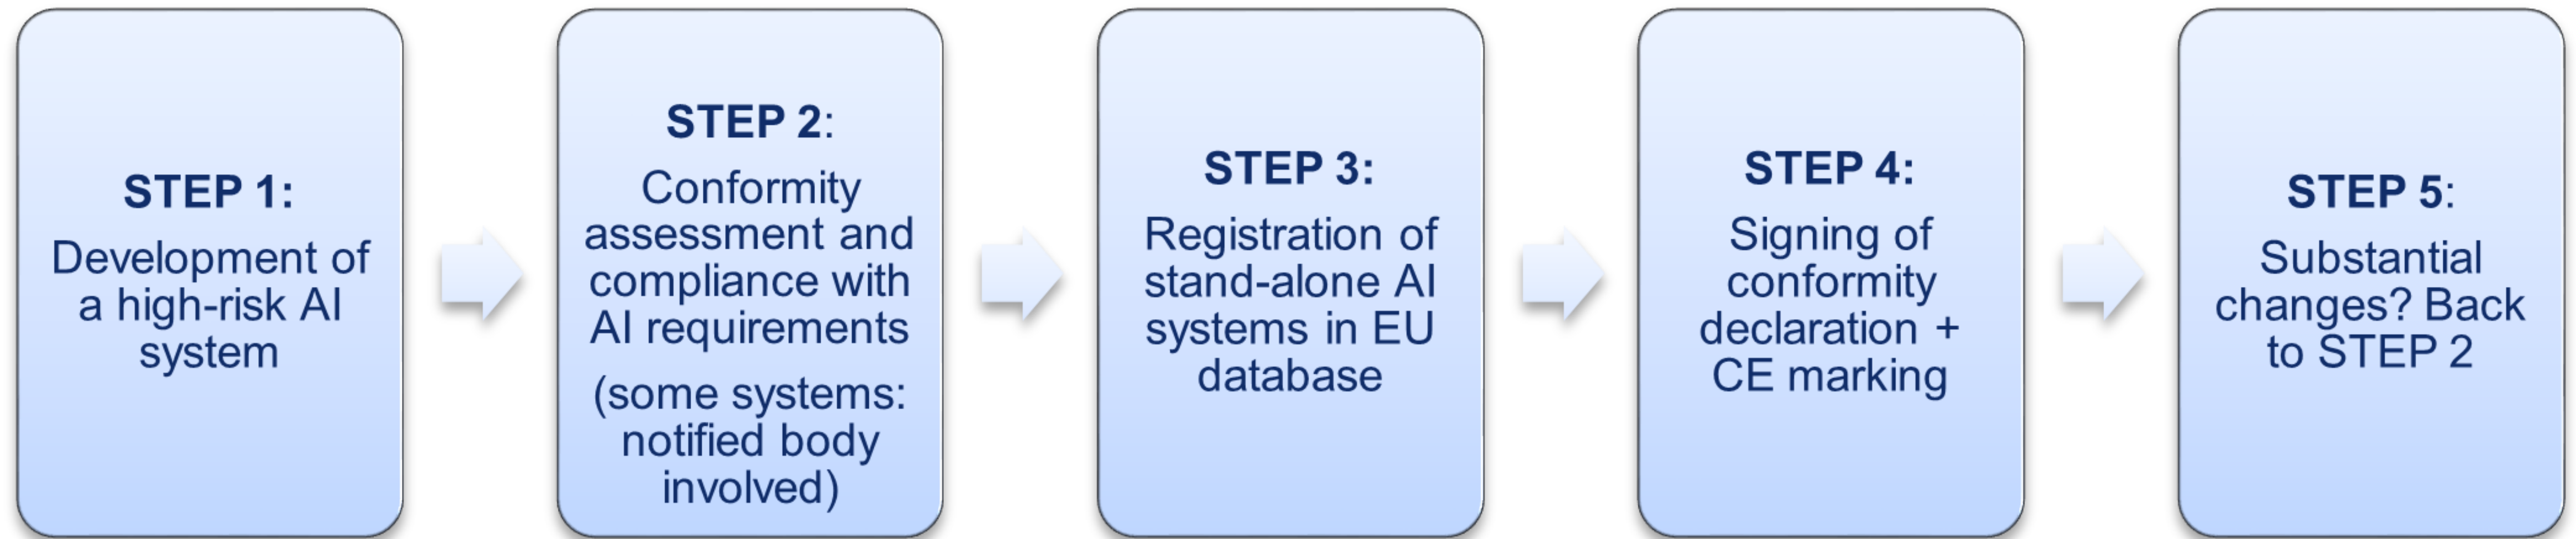 STEP 1:
Development of
a high-risk AI
system
STEP 2:
Conformity
assessment and
compliance with
AI requirements
(some systems:
notified body
involved)
STEP 3:
Registration of
stand-alone AI
systems in EU
database
STEP 4:
Signing of
conformity
declaration +
CE marking
STEP 5:
Substantial
changes? Back
to STEP 2